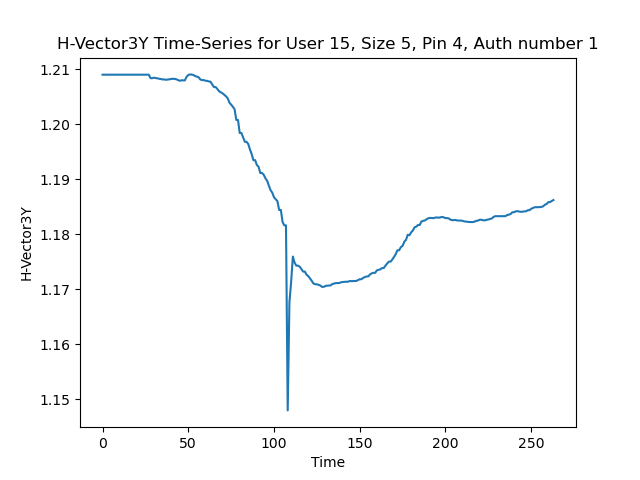 H-Vector3Y Time-Series for User 15, Size 5, Pin 4, Auth number 1
1.21
1.20
1.19
1.18
1.17
1.16
1.15
H-Vector3Y
0 50 100 150 200 250
Time